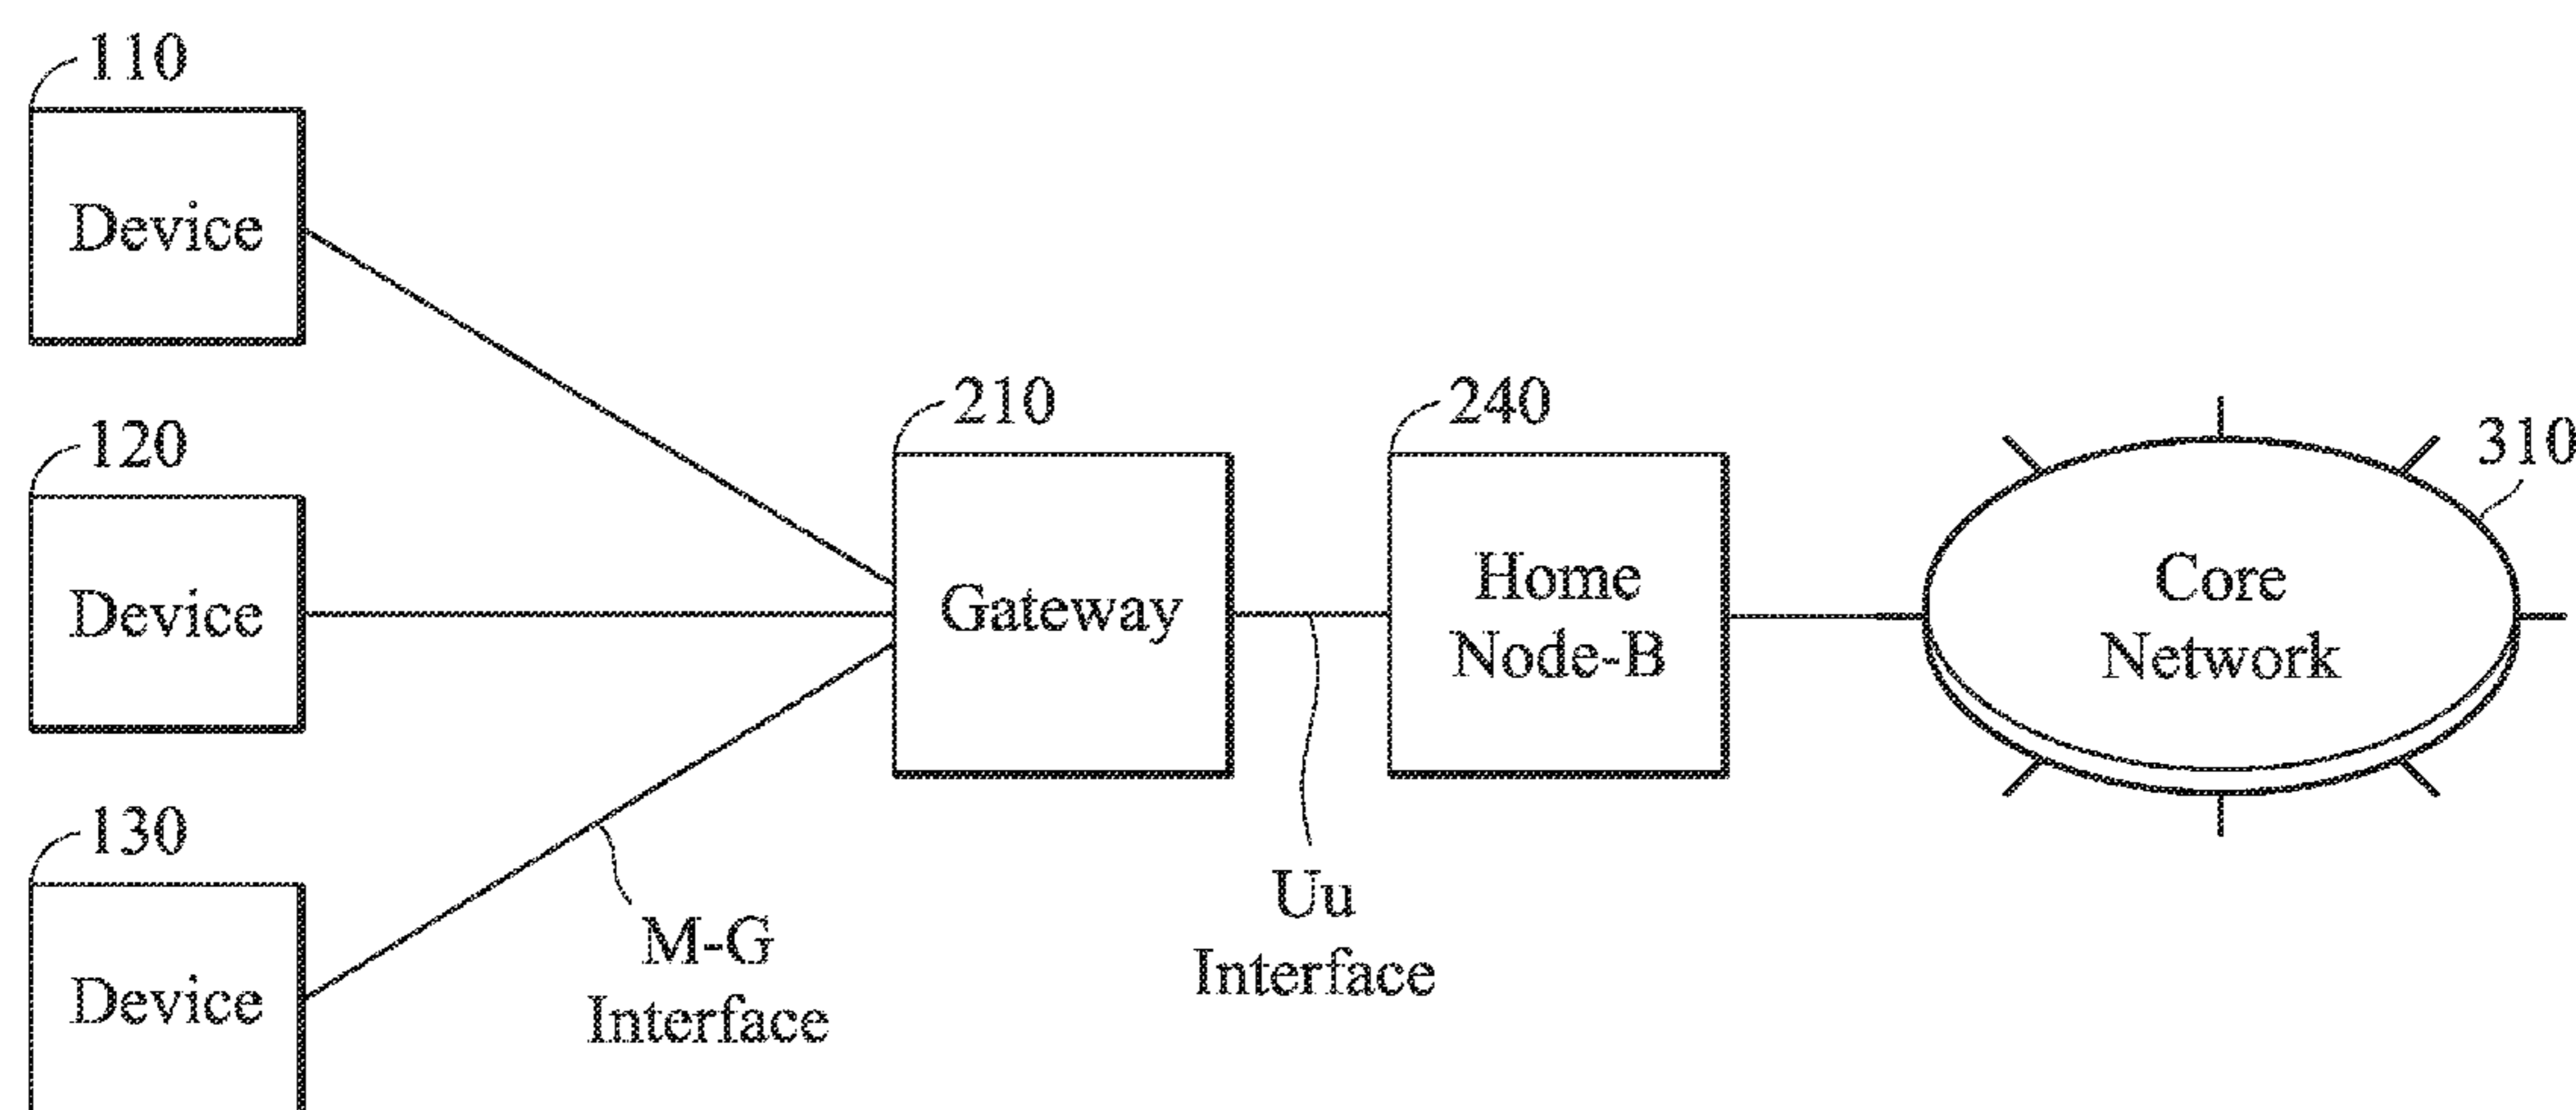 110
Device
120
Device
130
Device
M-G
Interface
210
Gateway
Uu
Interface
240
Home
Node-B
310
Core
Network